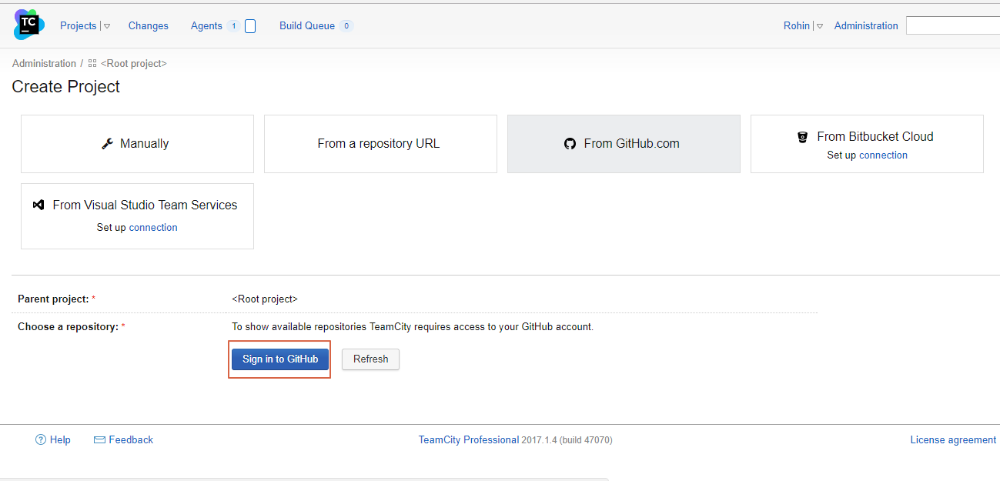 TC
Projects Changes Agents 1 Build Queue 0 Rohin Administration
Administration / <Root project>
Create Project
Manually
From a repository URL
From GitHub.com
From Bitbucket Cloud
Set up connection
From Visual Studio Team Services
Set up connection
Parent project: * <Root project>
Choose a repository: * To show available repositories TeamCity requires access to your GitHub account.
Sign in to GitHub Refresh
? Help Feedback TeamCity Professional 2017.1.4 (build 47070) License agreement